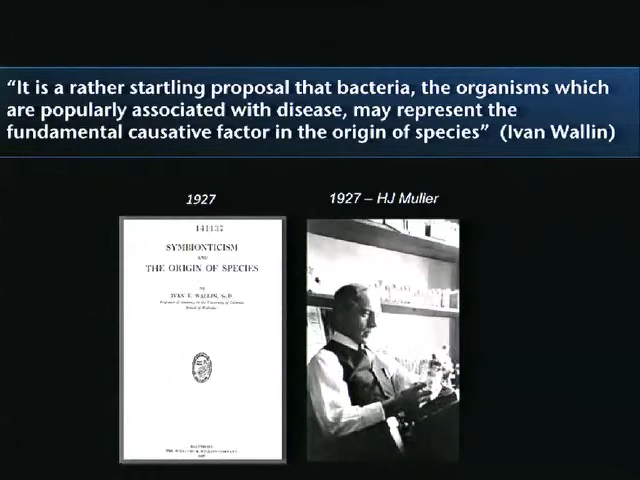 “It is a rather startling proposal that bacteria, the organisms which
are popularly associated with disease, may represent the
fundamental causative factor in the origin of species” (Ivan Wallin)
1927
1927 – HJ Muller
SYMBIONTICISM
AND
THE ORIGIN OF SPECIES
BY
IVAN E. WALLIN, Sc.D.